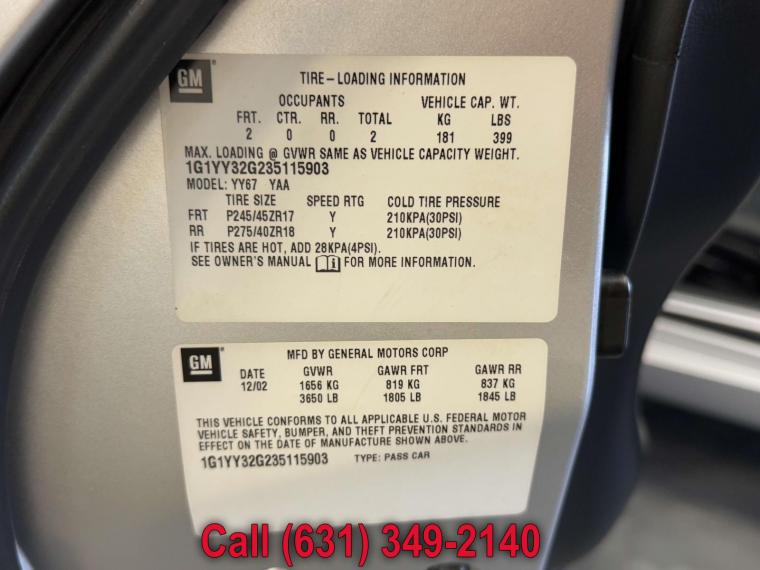 GM
TIRE-LOADING INFORMATION
OCCUPANTS VEHICLE CAP. WT.
FRT. CTR. RR. TOTAL KG LBS
2 0 0 2 181 399
MAX. LOADING @ GVWR SAME AS VEHICLE CAPACITY WEIGHT.
1G1YY32G235115903
MODEL: YY67 YAA
TIRE SIZE SPEED RTG COLD TIRE PRESSURE
FRT P245/45ZR17 Y 210KPA(30PSI)
RR P275/40ZR18 Y 210KPA(30PSI)
IF TIRES ARE HOT, ADD 28KPA(4PSI).
SEE OWNER'S MANUAL FOR MORE INFORMATION.
GM
MFD BY GENERAL MOTORS CORP
DATE GVWR GAWR FRT GAWR RR
12/02 1656 KG 819 KG 837 KG
3650 LB 1805 LB 1845 LB
THIS VEHICLE CONFORMS TO ALL APPLICABLE U.S. FEDERAL MOTOR
VEHICLE SAFETY, BUMPER, AND THEFT PREVENTION STANDARDS IN
EFFECT ON THE DATE OF MANUFACTURE SHOWN ABOVE.
1G1YY32G235115903 TYPE: PASS CAR
Call (631) 349-2140